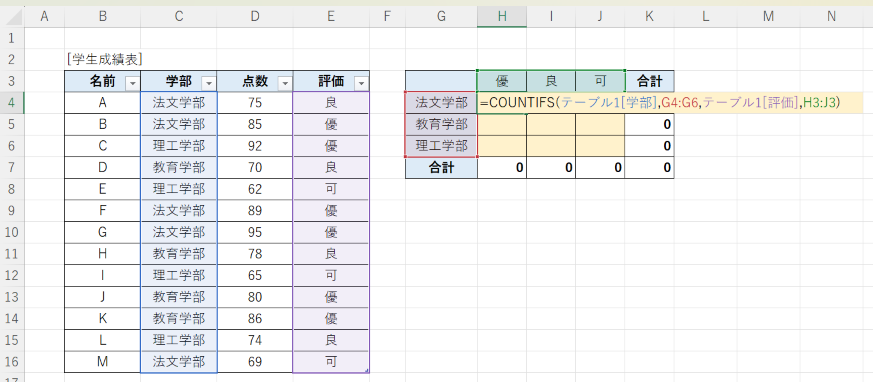 A B C D E F G H I J K L M N
1
2 [学生成績表]
3 名前 学部 点数 評価 優 良 可 合計
4 A 法文学部 75 良 法文学部 =COUNTIFS(テーブル1[学部],G4:G6,テーブル1[評価],H3:J3)
5 B 法文学部 85 優 教育学部 0
6 C 理工学部 92 優 理工学部 0
7 D 教育学部 70 良 合計 0 0 0 0
8 E 理工学部 62 可
9 F 法文学部 89 優
10 G 法文学部 95 優
11 H 教育学部 78 良
12 I 理工学部 65 可
13 J 教育学部 80 優
14 K 教育学部 86 優
15 L 理工学部 74 良
16 M 法文学部 69 可